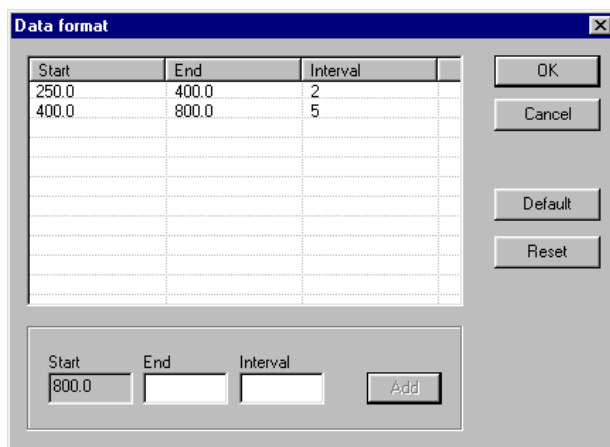 Data format
Start End Interval
250.0 400.0 2
400.0 800.0 5
OK
Cancel
Default
Reset
Start End Interval
800.0
Add